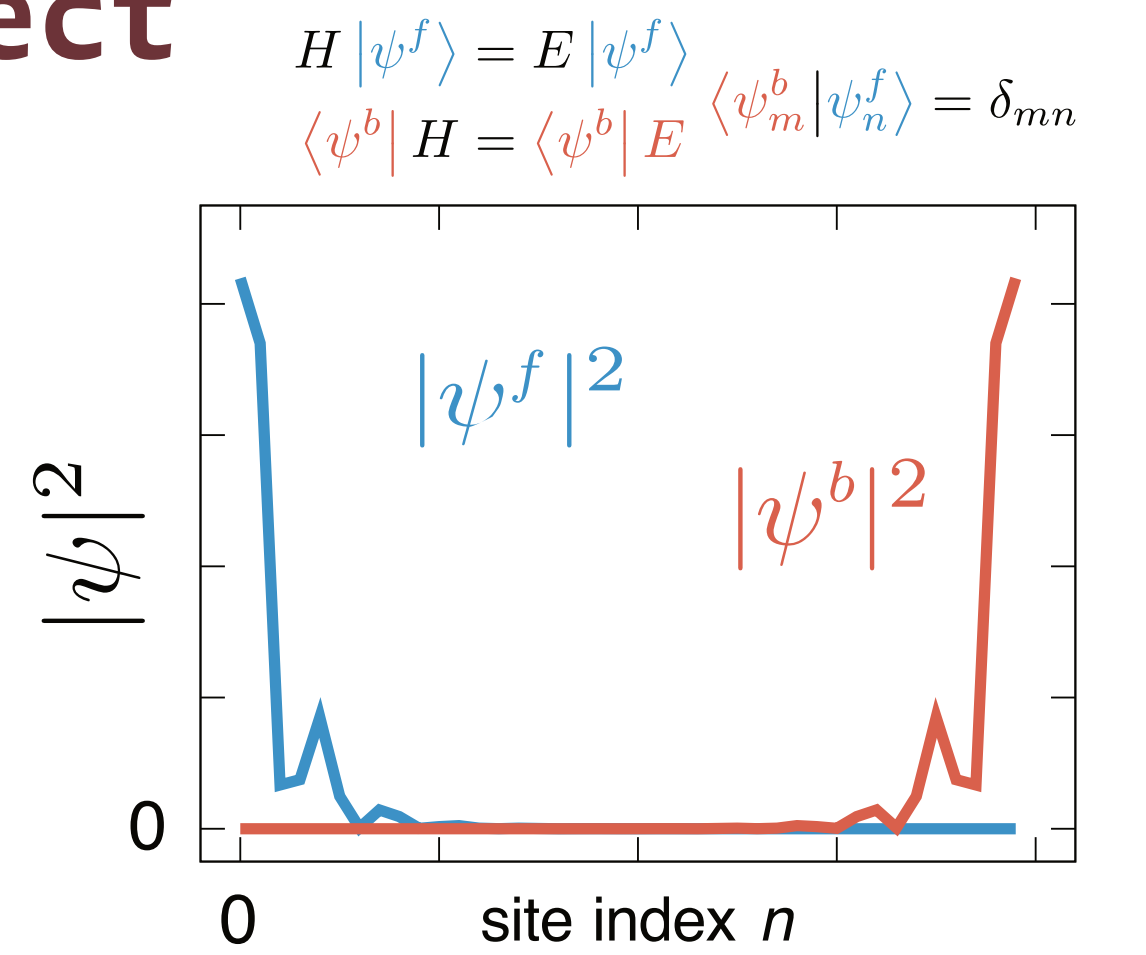 ect
H |ψ^f⟩ = E |ψ^f⟩
⟨ψ^b| H = ⟨ψ^b| E
⟨ψ^b_m|ψ^f_n⟩ = δ_mn
|ψ^f|^2
|ψ^b|^2
|ψ|^2
0
0
site index n